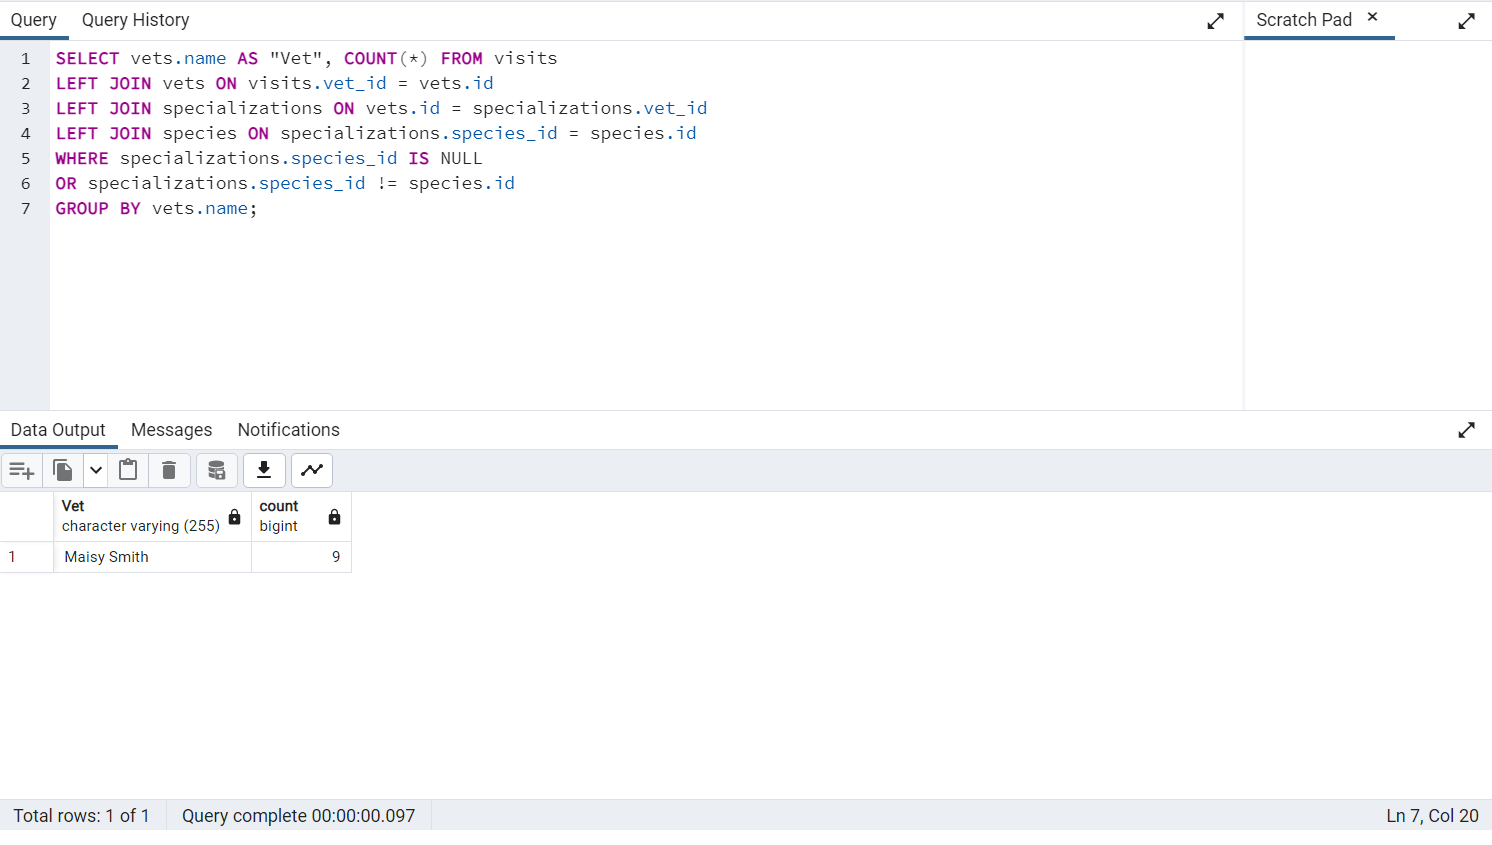 Query Query History Scratch Pad ×
1 SELECT vets.name AS "Vet", COUNT(*) FROM visits
2 LEFT JOIN vets ON visits.vet_id = vets.id
3 LEFT JOIN specializations ON vets.id = specializations.vet_id
4 LEFT JOIN species ON specializations.species_id = species.id
5 WHERE specializations.species_id IS NULL
6 OR specializations.species_id != species.id
7 GROUP BY vets.name;
Data Output Messages Notifications
Vet count
character varying (255) bigint
1 Maisy Smith 9
Total rows: 1 of 1 Query complete 00:00:00.097 Ln 7, Col 20